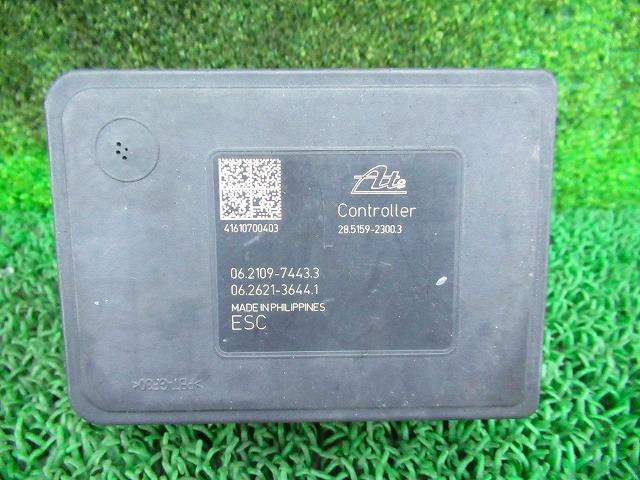 Ate
41610700403
Controller
28.5159-2300.3
06.2109-7443.3
06.2621-3644.1
MADE IN PHILIPPINES
ESC
>PBT-GF30<